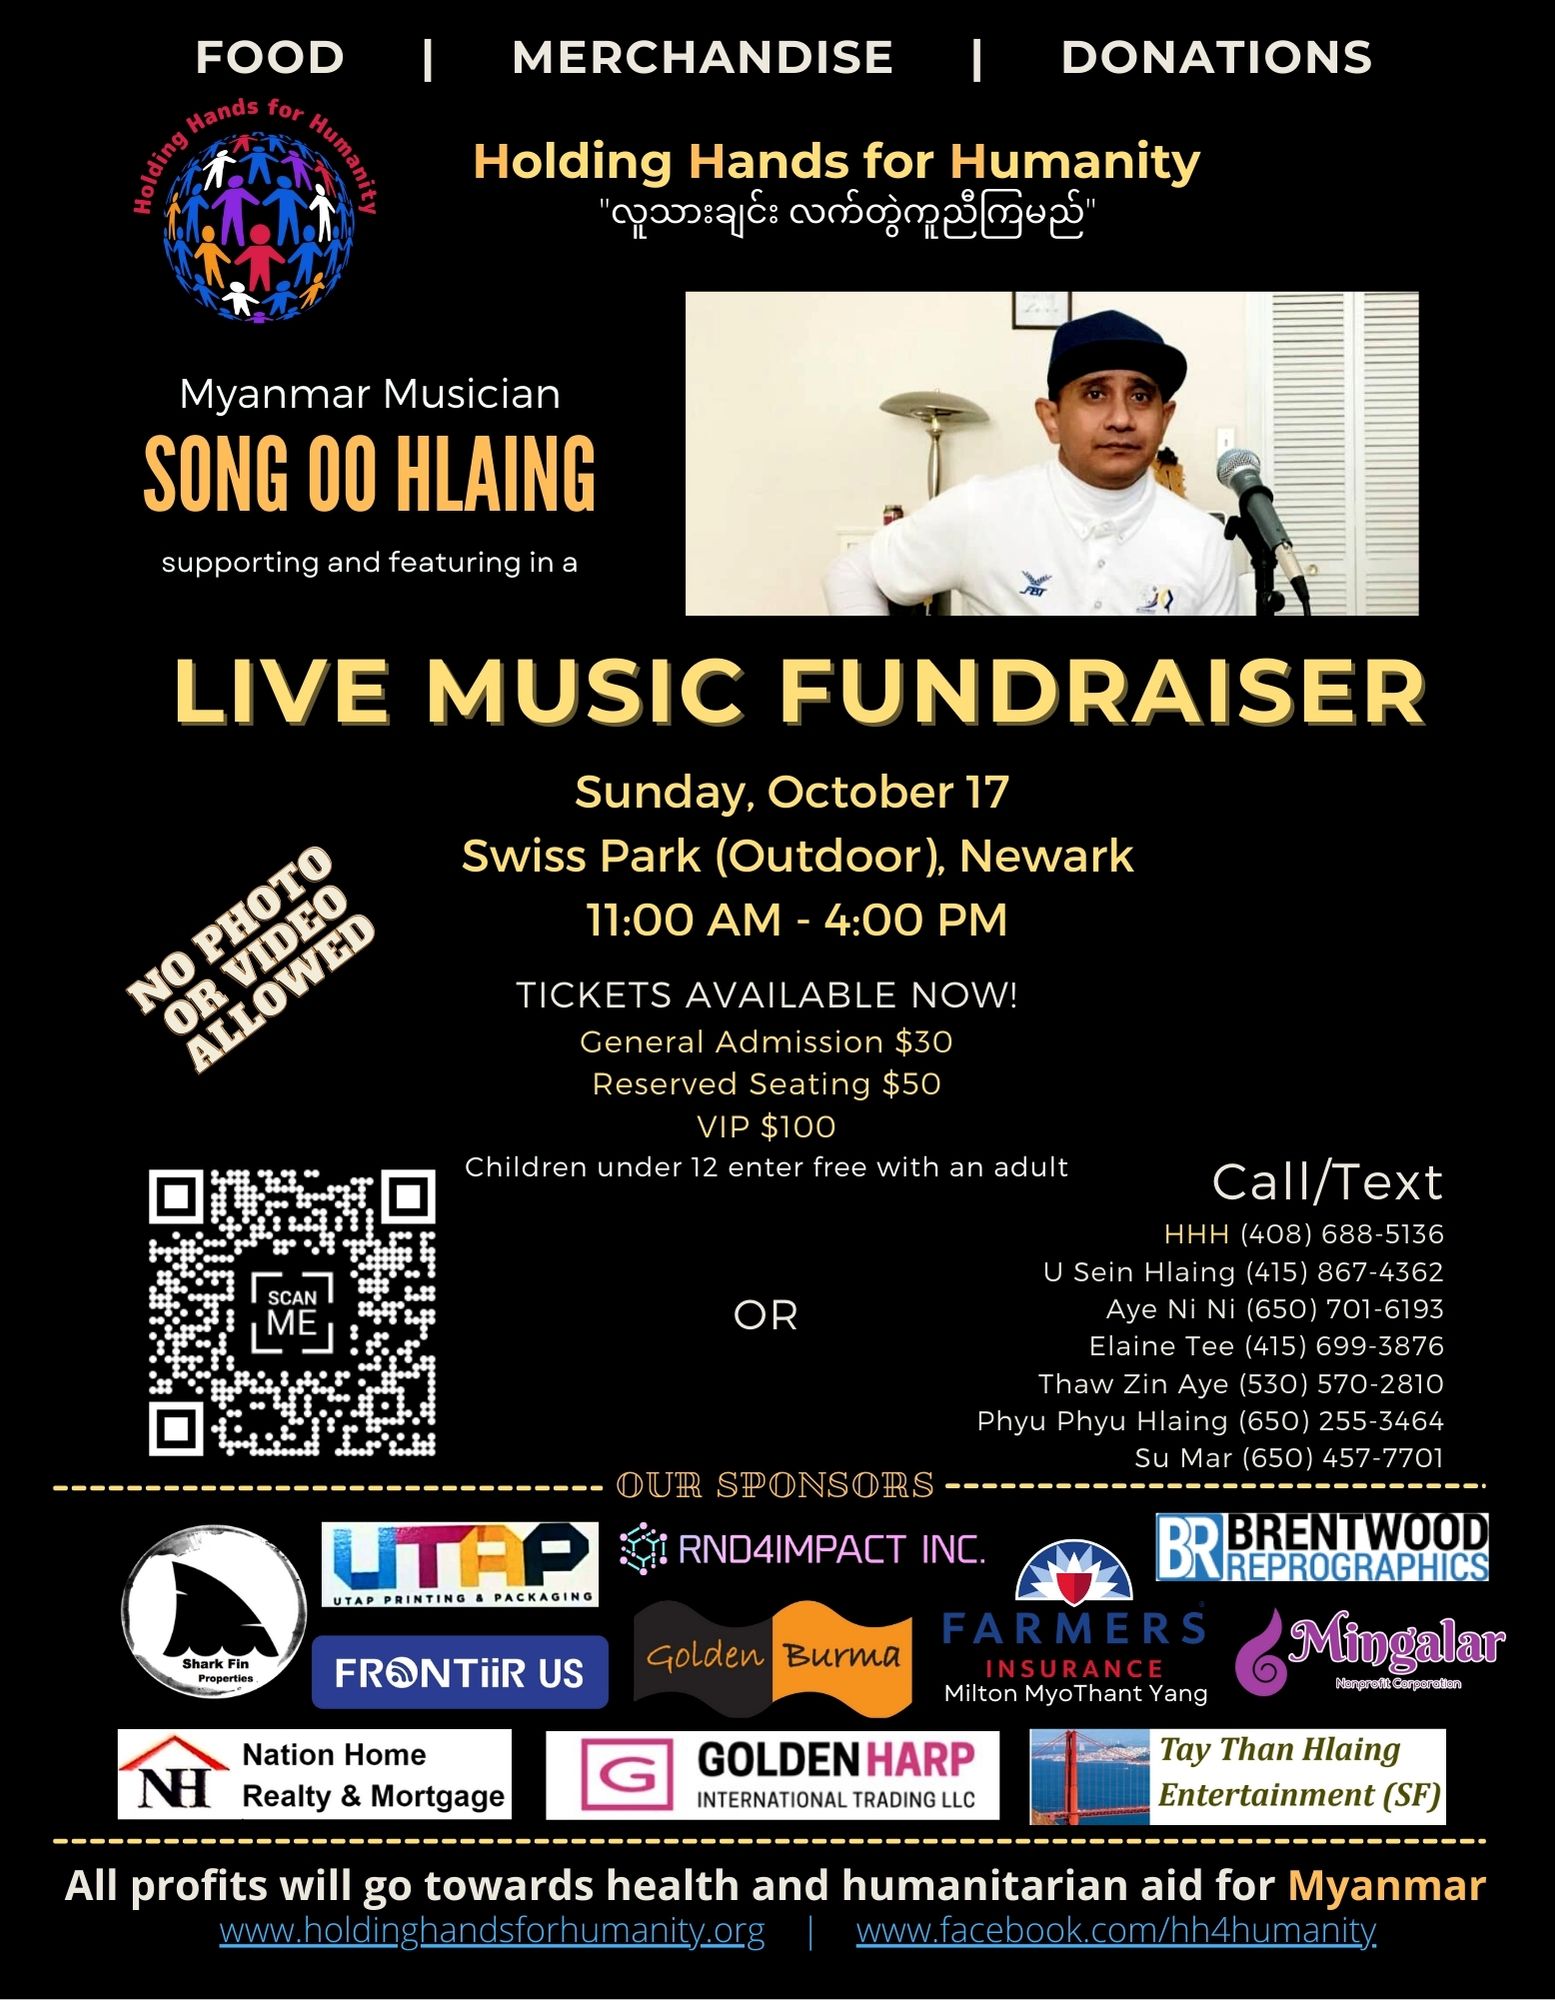 FOOD | MERCHANDISE | DONATIONS
Holding Hands for Humanity
Holding Hands for Humanity
"လူသားချင်း လက်တွဲကူညီကြမည်"
Myanmar Musician
SONG OO HLAING
supporting and featuring in a
FBT
LIVE MUSIC FUNDRAISER
Sunday, October 17
Swiss Park (Outdoor), Newark
11:00 AM - 4:00 PM
NO PHOTO
OR VIDEO
ALLOWED
TICKETS AVAILABLE NOW!
General Admission $30
Reserved Seating $50
VIP $100
Children under 12 enter free with an adult
SCAN
ME
OR
Call/Text
HHH (408) 688-5136
U Sein Hlaing (415) 867-4362
Aye Ni Ni (650) 701-6193
Elaine Tee (415) 699-3876
Thaw Zin Aye (530) 570-2810
Phyu Phyu Hlaing (650) 255-3464
Su Mar (650) 457-7701
OUR SPONSORS
Shark Fin
Properties
UTAP
UTAP PRINTING & PACKAGING
FRONTiiR US
RND4IMPACT INC.
Golden Burma
FARMERS
INSURANCE
Milton MyoThant Yang
BR BRENTWOOD
REPROGRAPHICS
Mingalar
Nonprofit Corporation
NH Nation Home
Realty & Mortgage
G GOLDEN HARP
INTERNATIONAL TRADING LLC
Tay Than Hlaing
Entertainment (SF)
All profits will go towards health and humanitarian aid for Myanmar
www.holdinghandsforhumanity.org | www.facebook.com/hh4humanity